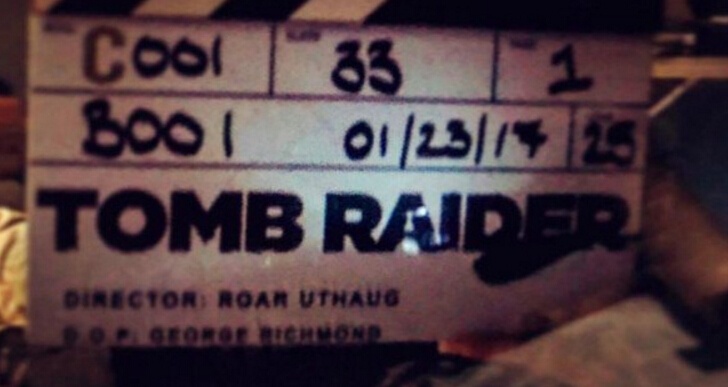 C001 33 1
B001 01/23/17 25
TOMB RAIDER
DIRECTOR: ROAR UTHAUG
D.O.P: GEORGE RICHMOND